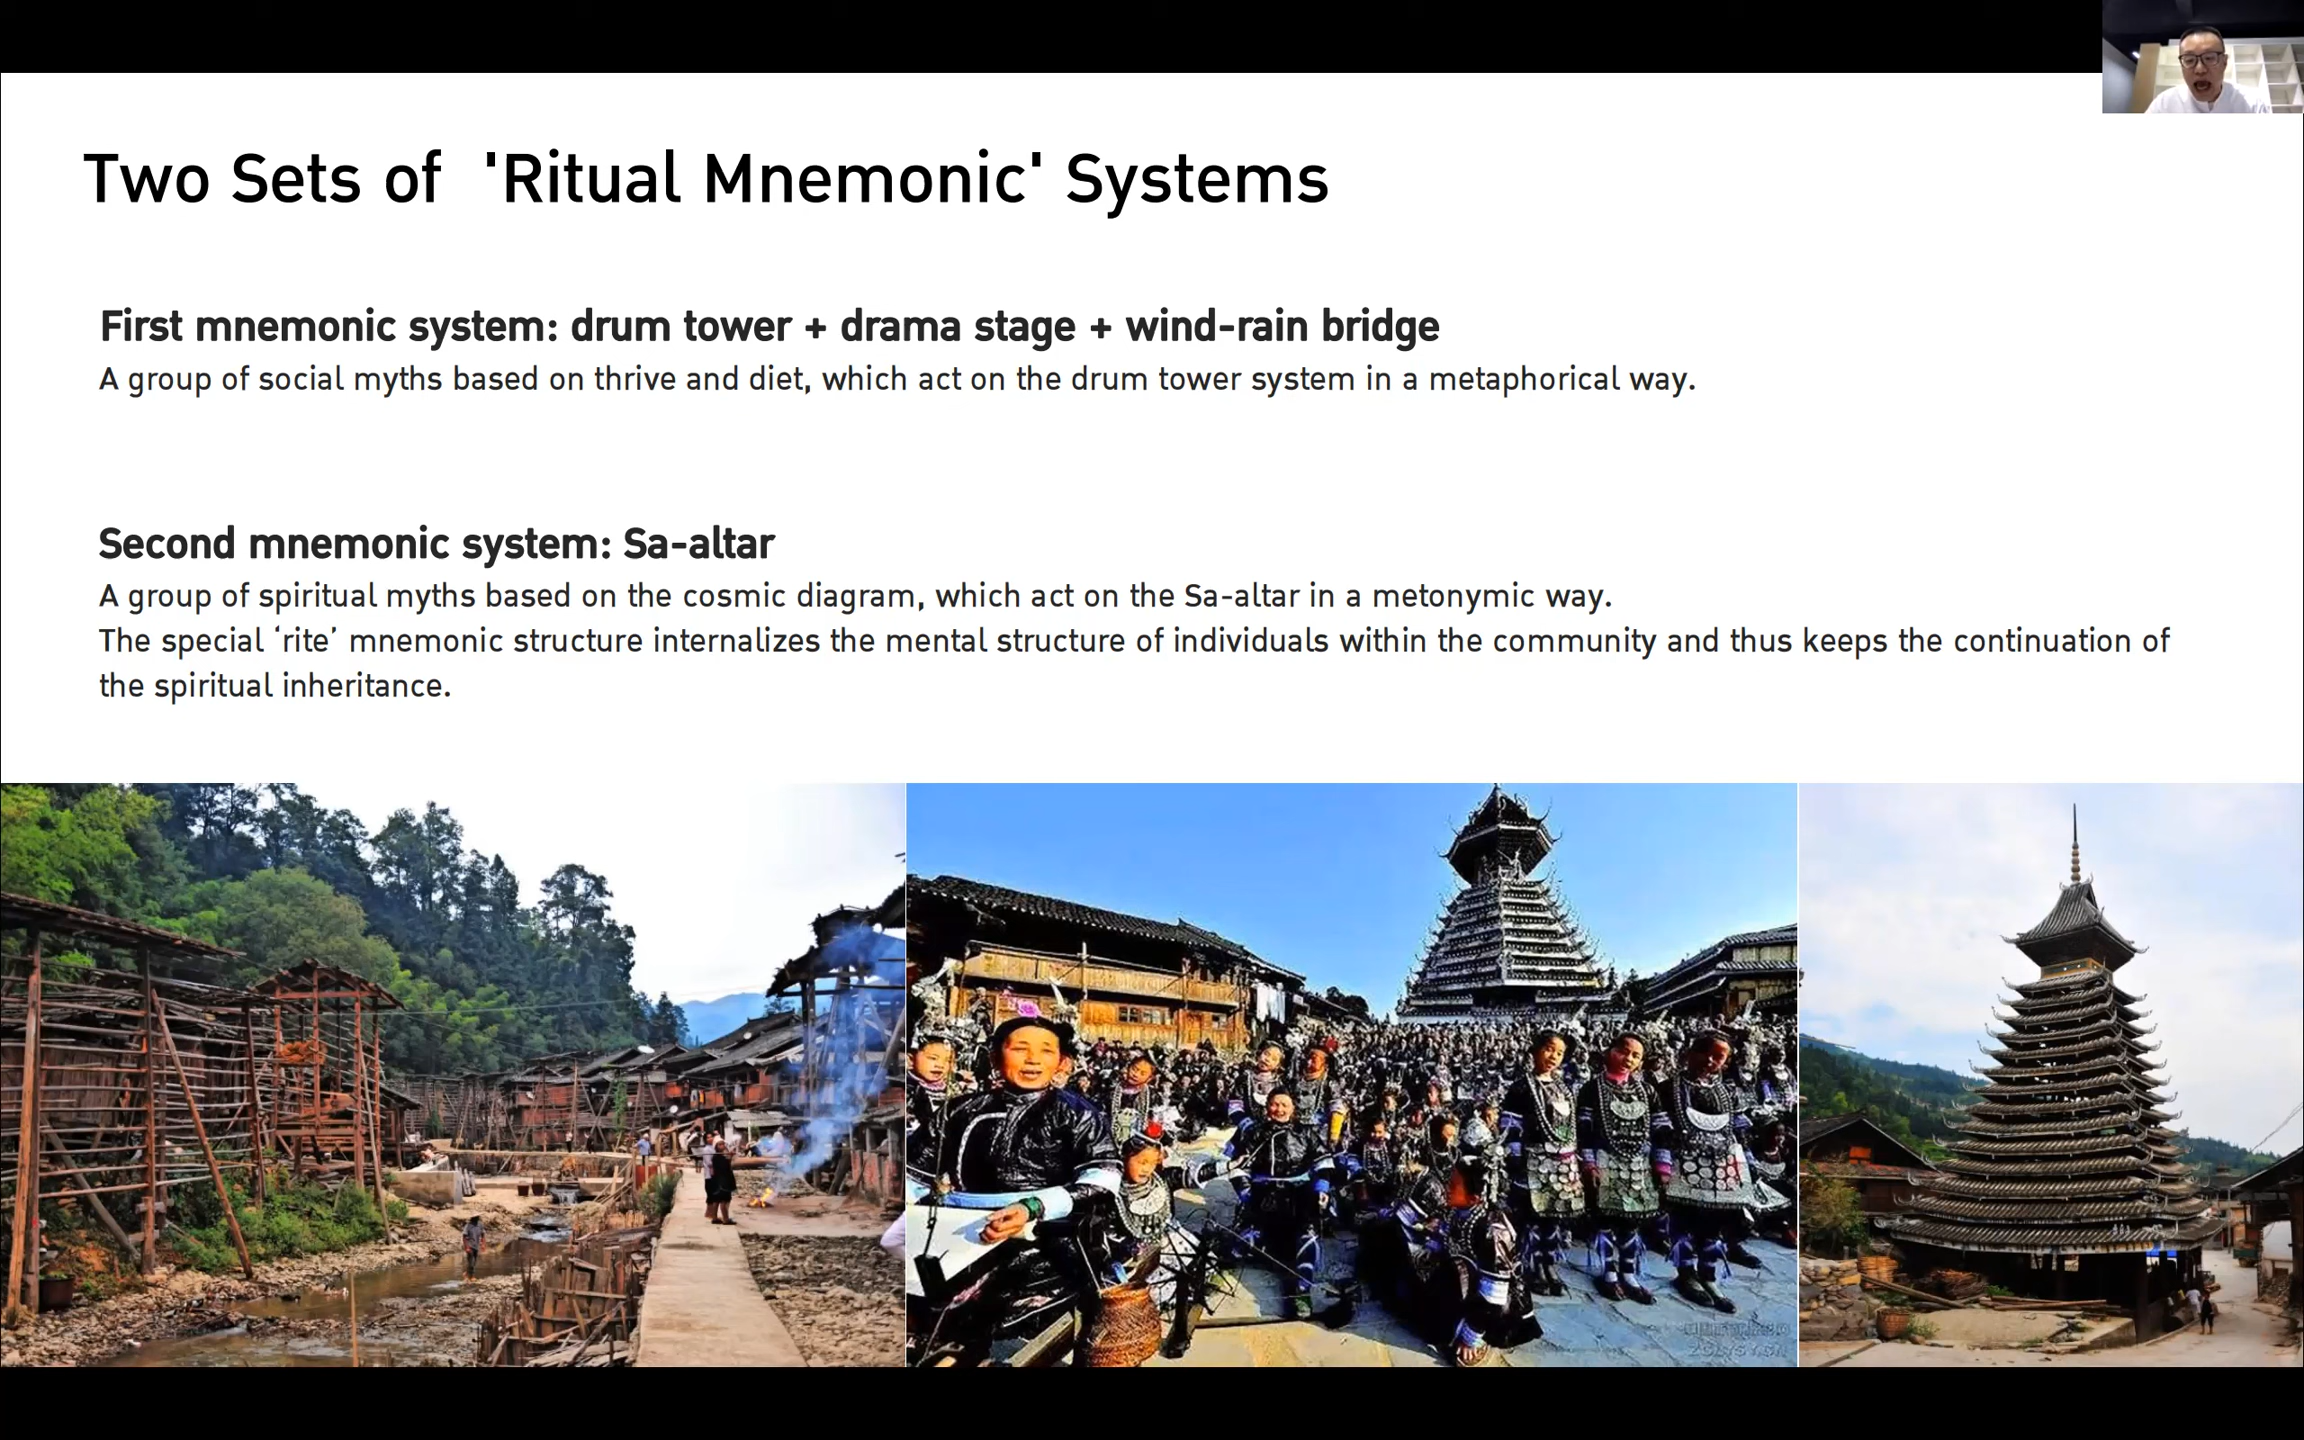 Two Sets of 'Ritual Mnemonic' Systems
First mnemonic system: drum tower + drama stage + wind-rain bridge
A group of social myths based on thrive and diet, which act on the drum tower system in a metaphorical way.
Second mnemonic system: Sa-altar
A group of spiritual myths based on the cosmic diagram, which act on the Sa-altar in a metonymic way.
The special ‘rite’ mnemonic structure internalizes the mental structure of individuals within the community and thus keeps the continuation of
the spiritual inheritance.